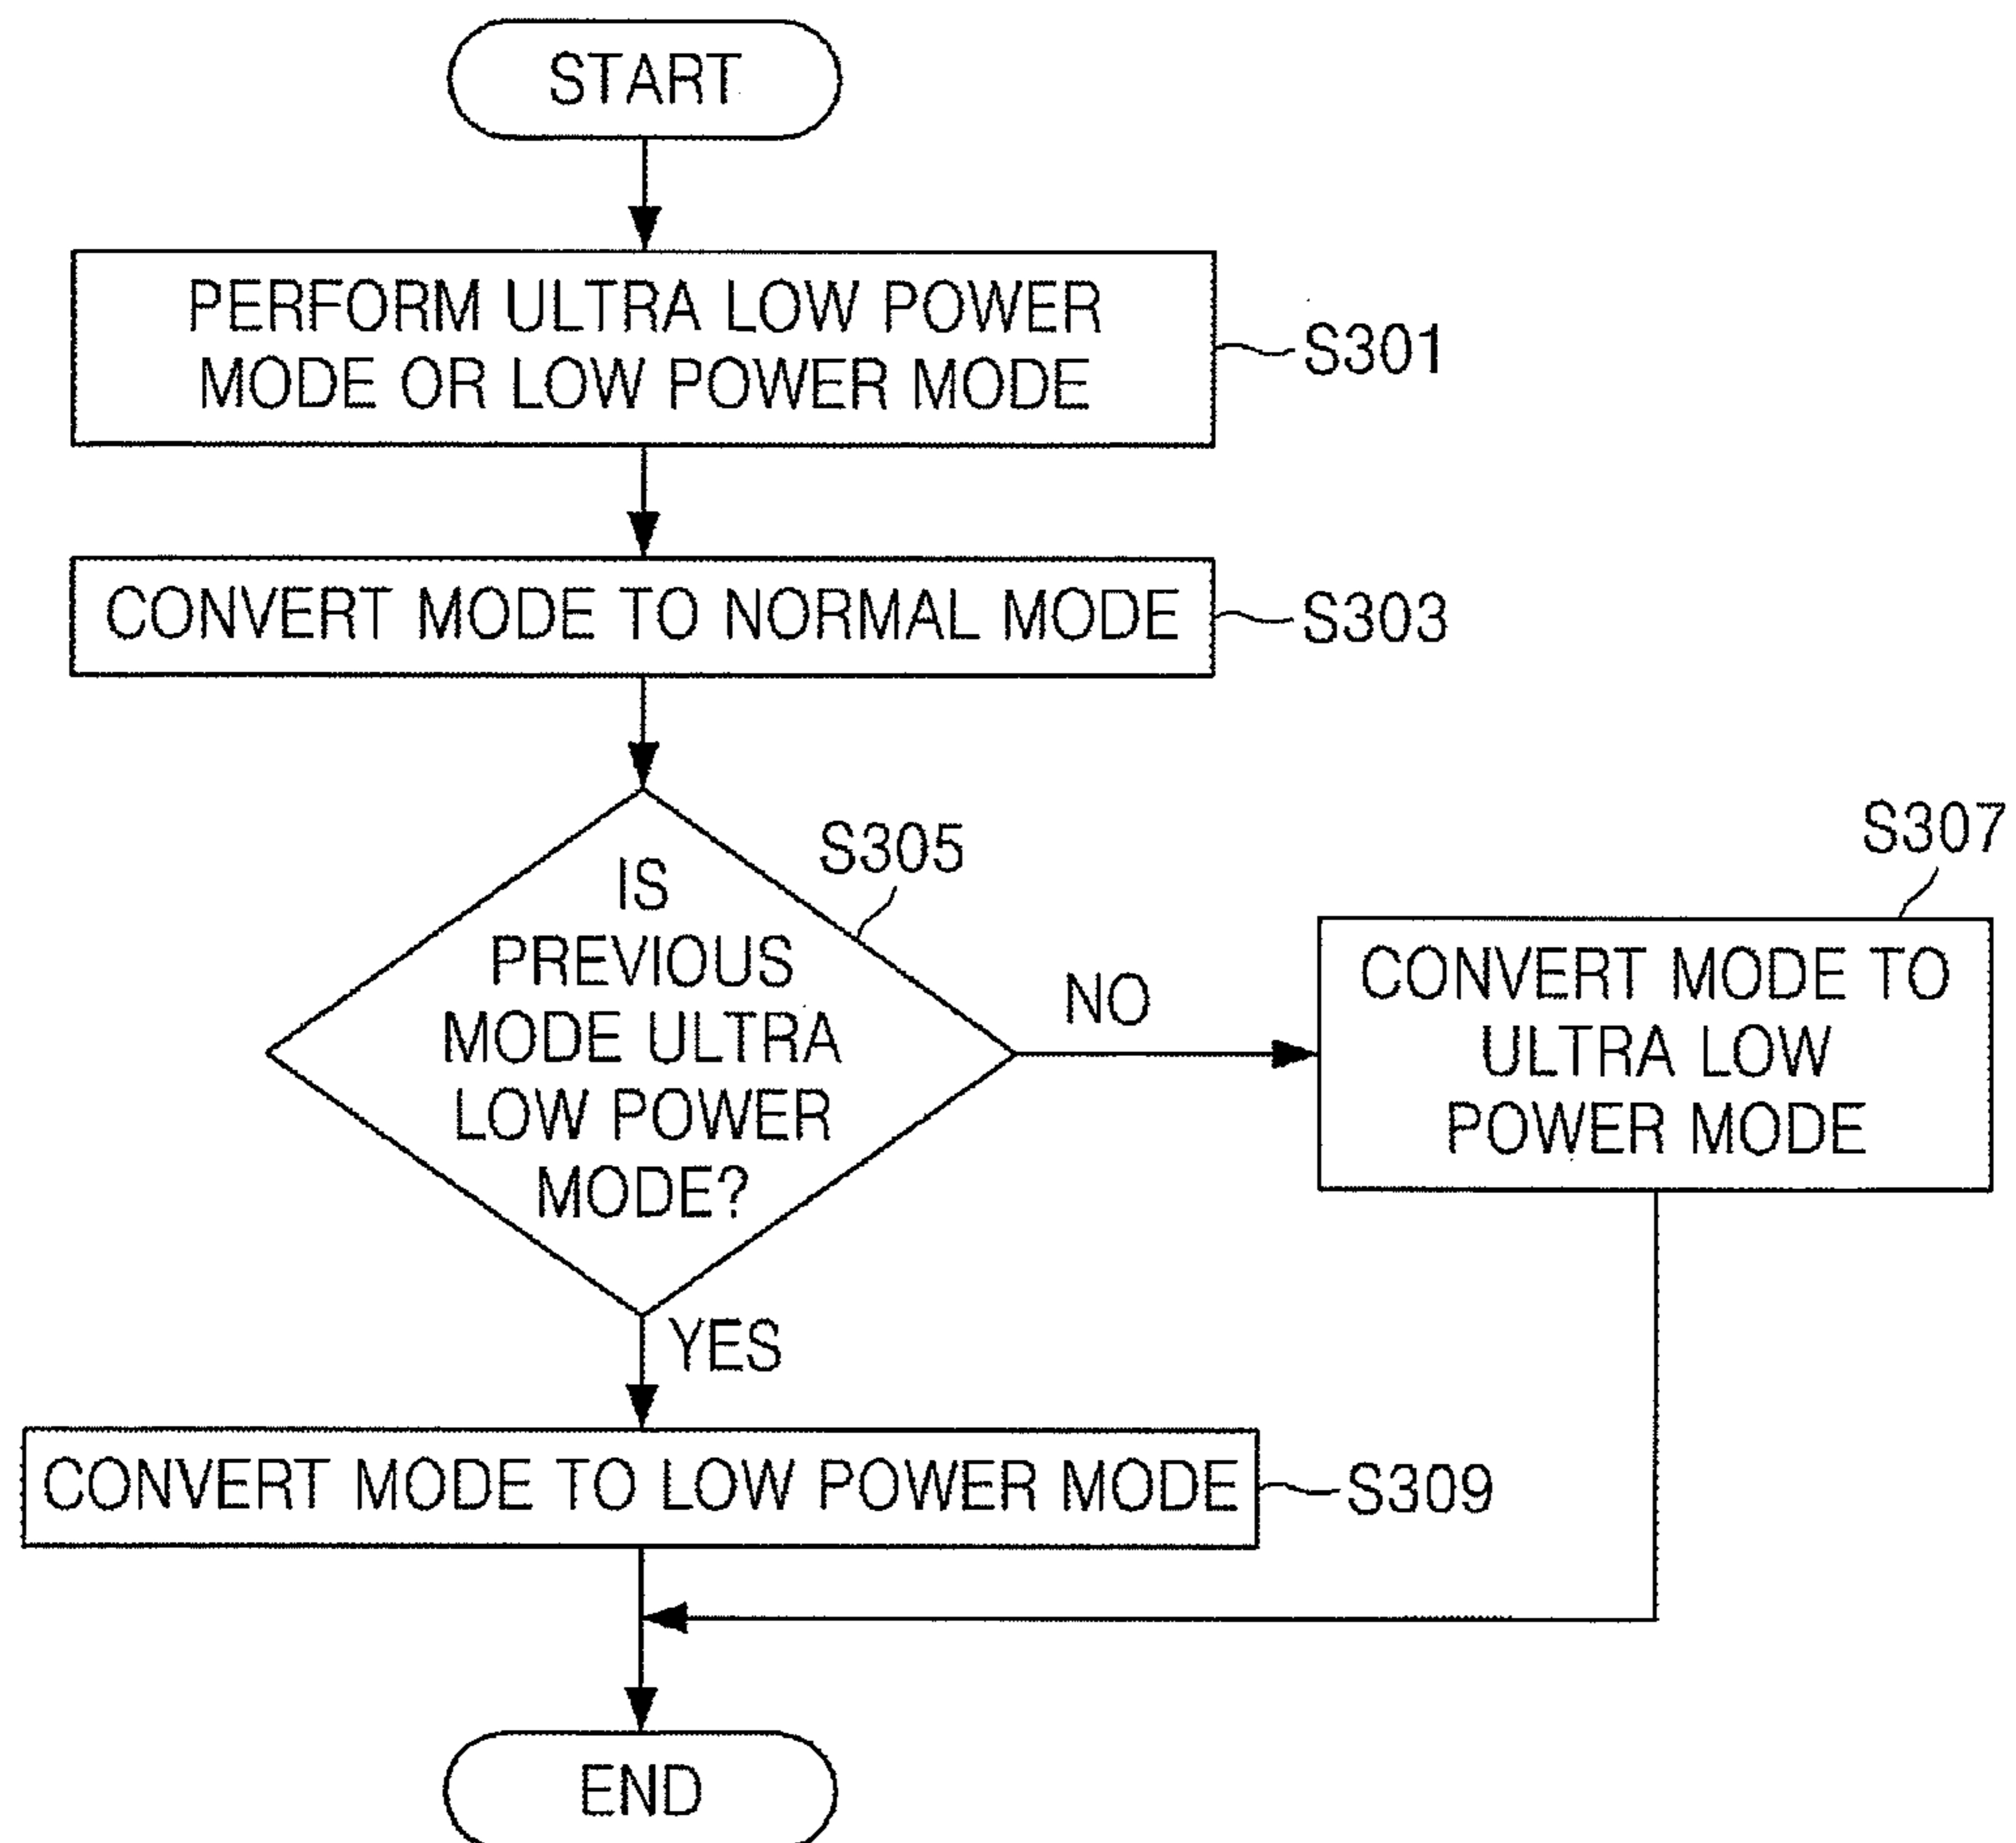 START
PERFORM ULTRA LOW POWER
MODE OR LOW POWER MODE
S301
CONVERT MODE TO NORMAL MODE
S303
IS
PREVIOUS
MODE ULTRA
LOW POWER
MODE?
S305
NO
S307
CONVERT MODE TO
ULTRA LOW
POWER MODE
YES
CONVERT MODE TO LOW POWER MODE
S309
END